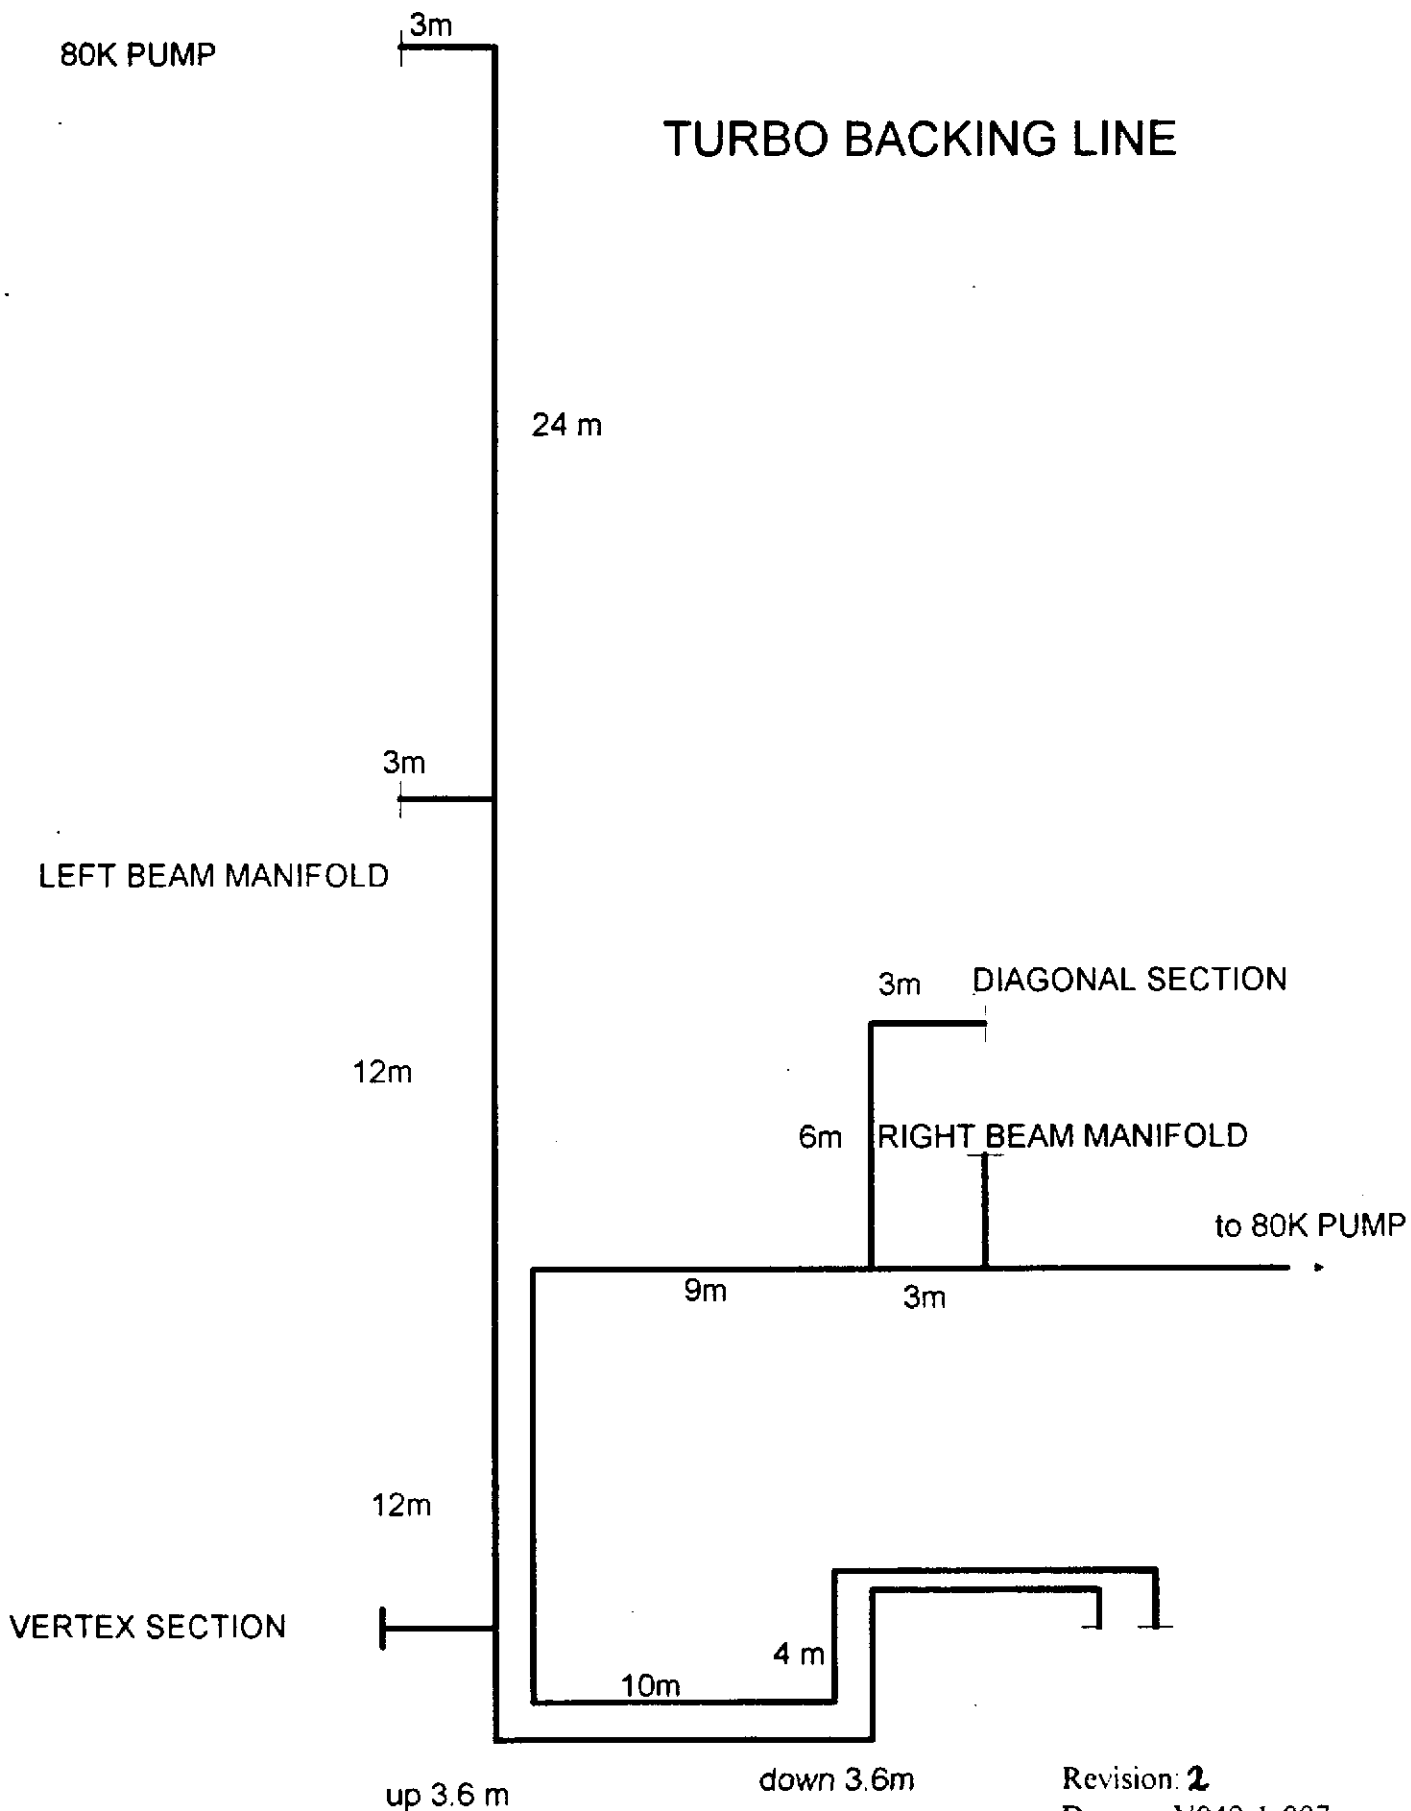 3m
80K PUMP
TURBO BACKING LINE
24 m
3m
LEFT BEAM MANIFOLD
3m DIAGONAL SECTION
12m
6m RIGHT BEAM MANIFOLD
to 80K PUMP
9m
3m
12m
VERTEX SECTION
4 m
10m
up 3.6 m
down 3.6m
Revision: 2